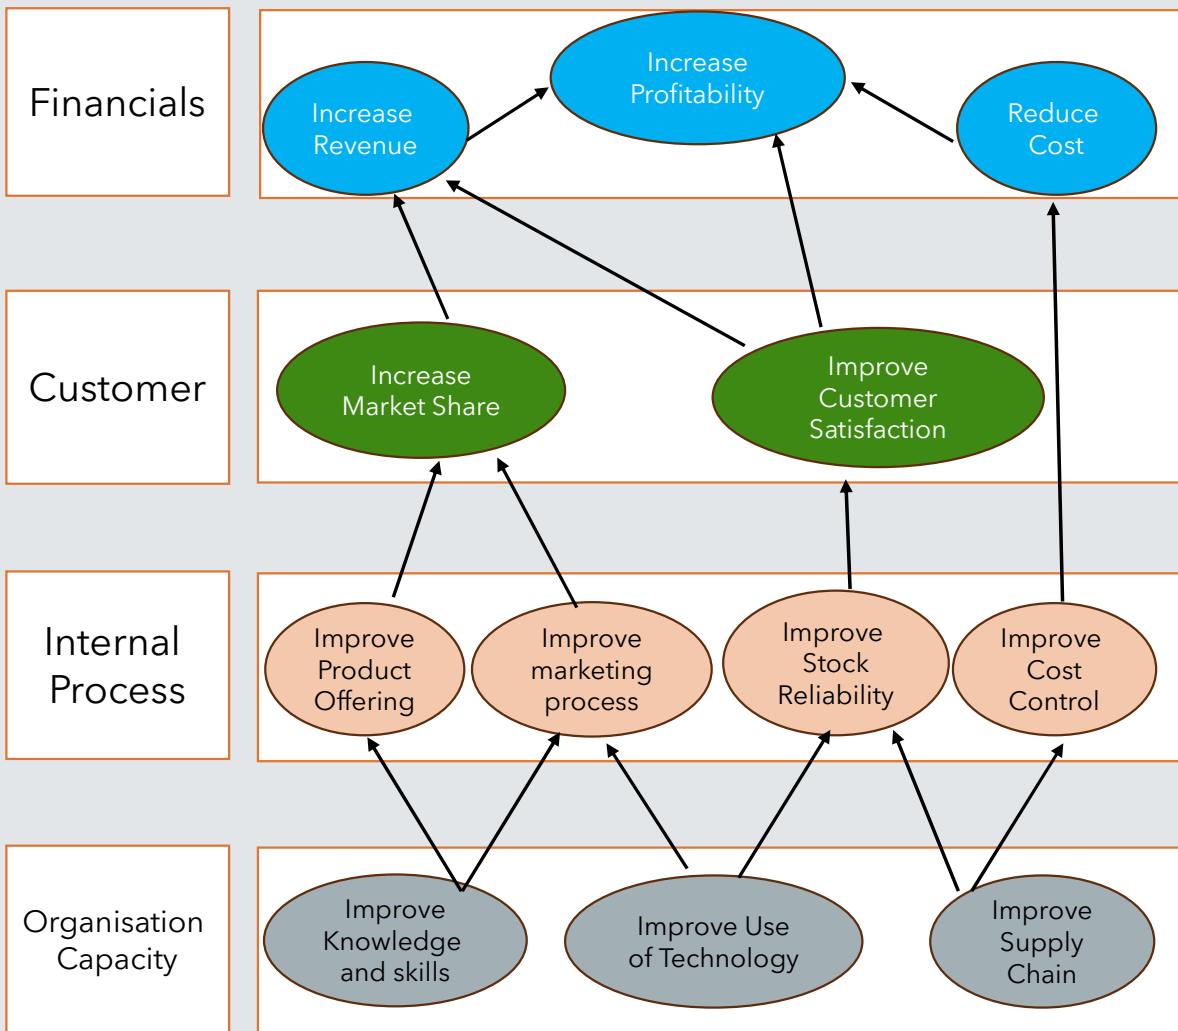 Financials
Increase
Revenue
Increase
Profitability
Reduce
Cost
Customer
Increase
Market Share
Improve
Customer
Satisfaction
Internal
Process
Improve
Product
Offering
Improve
marketing
process
Improve
Stock
Reliability
Improve
Cost
Control
Organisation
Capacity
Improve
Knowledge
and skills
Improve Use
of Technology
Improve
Supply
Chain